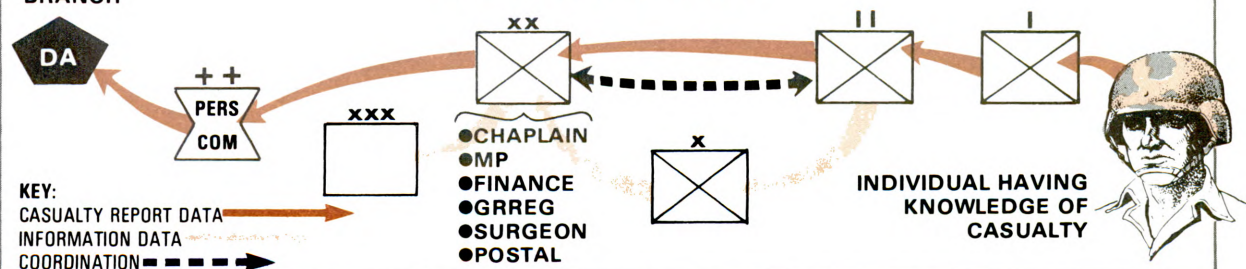 BRANCH
DA
++
PERS
COM
xx
II
I
xxx
x
●CHAPLAIN
●MP
●FINANCE
●GRREG
●SURGEON
●POSTAL
INDIVIDUAL HAVING
KNOWLEDGE OF
CASUALTY
KEY:
CASUALTY REPORT DATA
INFORMATION DATA
COORDINATION